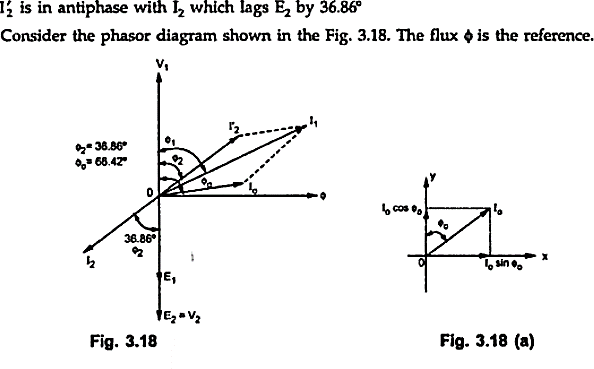 I₂′ is in antiphase with I₂ which lags E₂ by 36.86°
Consider the phasor diagram shown in the Fig. 3.18. The flux ϕ is the reference.
V₁
ϕ₂= 36.86°
ϕ₀= 68.42°
ϕ₁
I′₂
I₁
ϕ₂
ϕ₀
I₀
0
ϕ
36.86°
ϕ₂
I₂
E₁
E₂ = V₂
Fig. 3.18
y
I₀ cos ϕ₀
I₀
ϕ₀
0
x
I₀ sin ϕ₀
Fig. 3.18 (a)